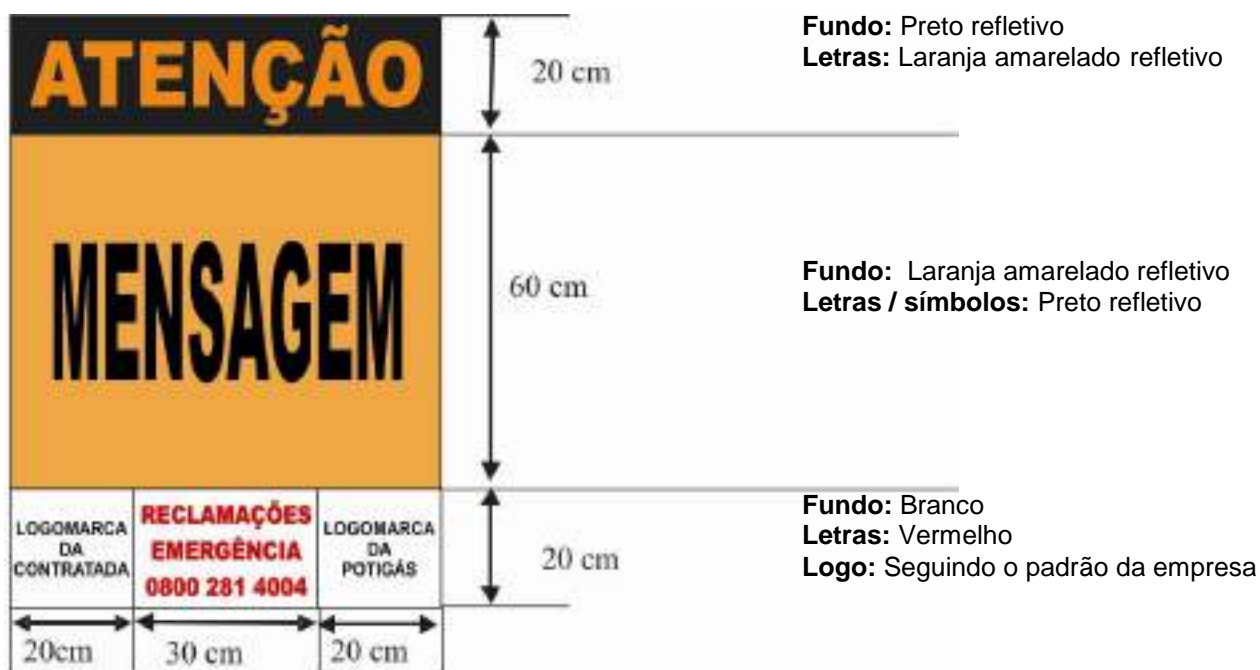 ATENÇÃO
20 cm
Fundo: Preto refletivo
Letras: Laranja amarelado refletivo
MENSAGEM
60 cm
Fundo: Laranja amarelado refletivo
Letras / símbolos: Preto refletivo
LOGOMARCA
DA
CONTRATADA
RECLAMAÇÕES
EMERGÊNCIA
0800 281 4004
LOGOMARCA
DA
POTIGÁS
20 cm
Fundo: Branco
Letras: Vermelho
Logo: Seguindo o padrão da empresa
20cm
30 cm
20 cm